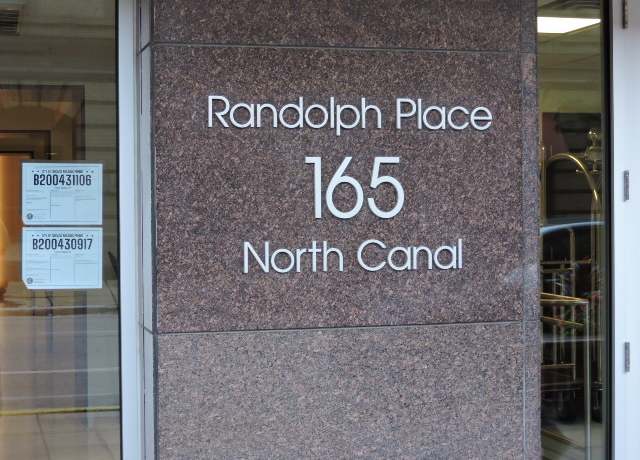 Randolph Place
165
North Canal
B200431106
B200430917